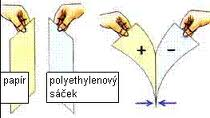 + −
papír
polyethylenový
sáček